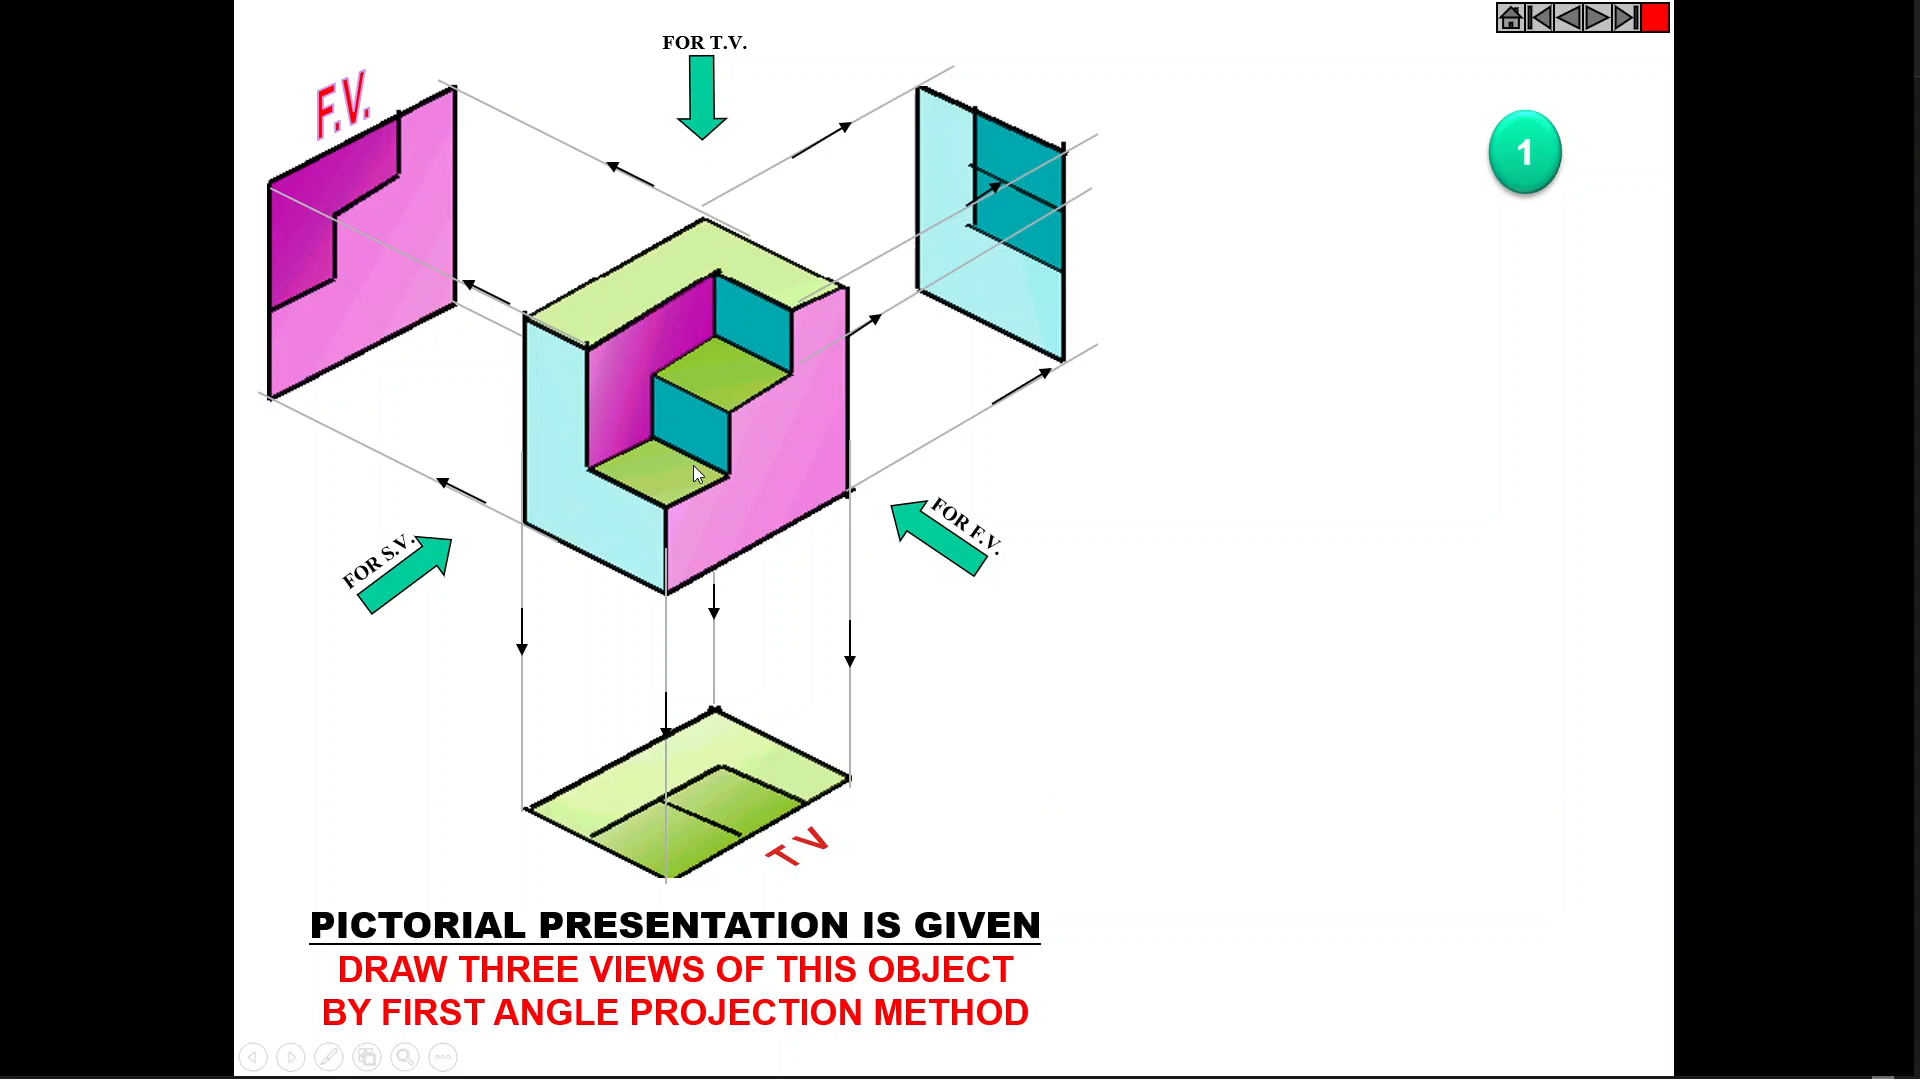 FOR T.V.
F.V.
1
FOR S.V.
FOR F.V.
T V
PICTORIAL PRESENTATION IS GIVEN
DRAW THREE VIEWS OF THIS OBJECT
BY FIRST ANGLE PROJECTION METHOD